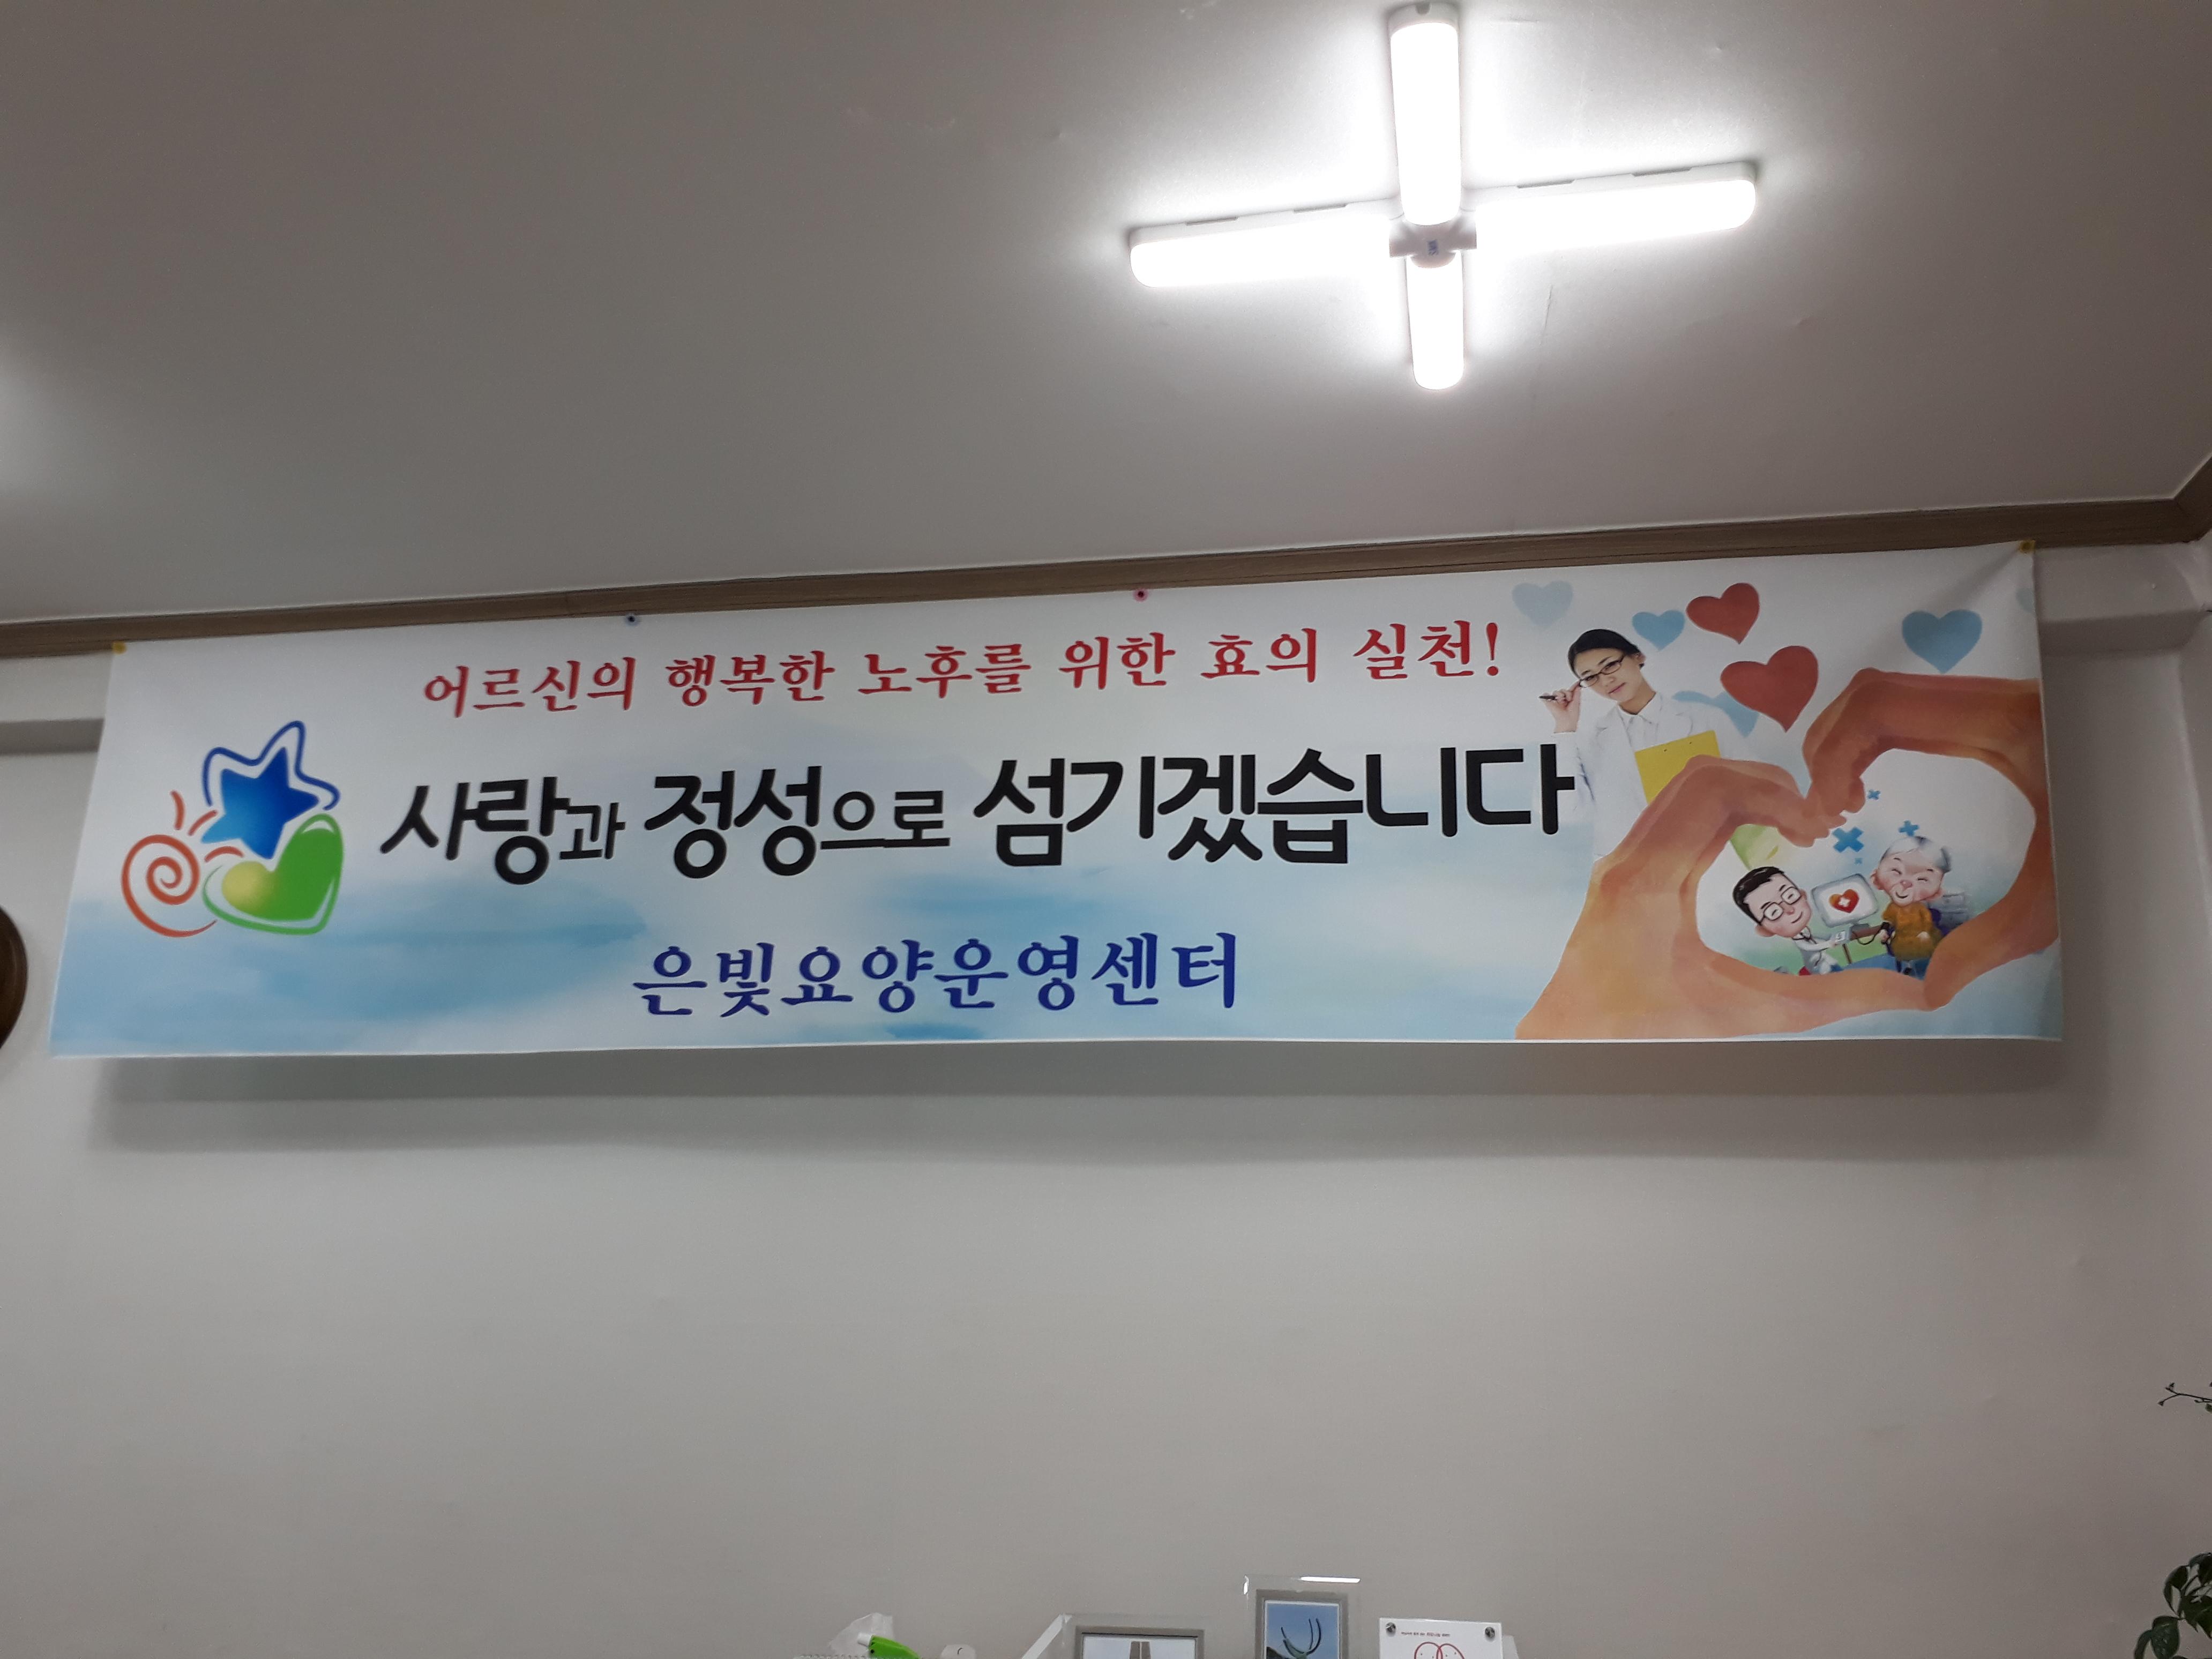 어르신의 행복한 노후를 위한 효의 실천!
사랑과 정성으로 섬기겠습니다
은빛요양운영센터